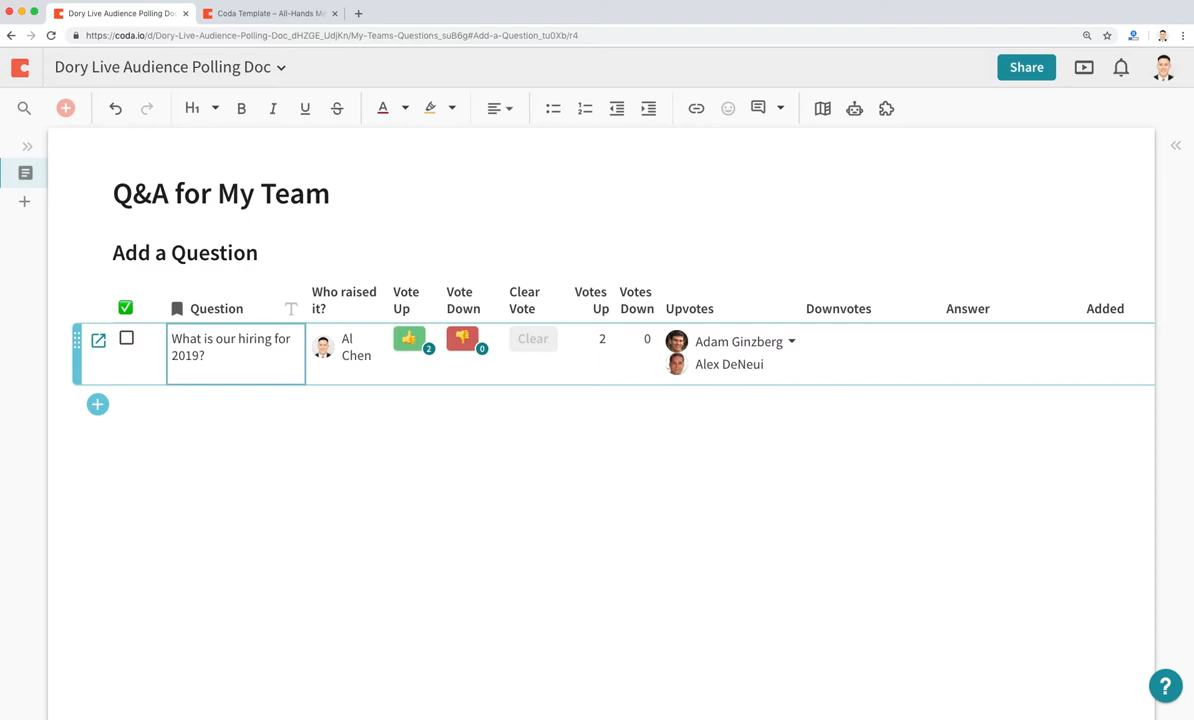 Dory Live Audience Polling Doc
Coda Template – All-Hands Me
https://coda.io/d/Dory-Live-Audience-Polling-Doc_dHZGE_UdjKn/My-Teams-Questions_suB6g#Add-a-Question_tu0Xb/r4
Dory Live Audience Polling Doc
Share
H1
B
I
U
S
A
Q&A for My Team
Add a Question
Question
Who raised it?
Vote Up
Vote Down
Clear Vote
Votes Up
Votes Down
Upvotes
Downvotes
Answer
Added
What is our hiring for
2019?
Al
Chen
2
0
Clear
2
0
Adam Ginzberg
Alex DeNeui
?